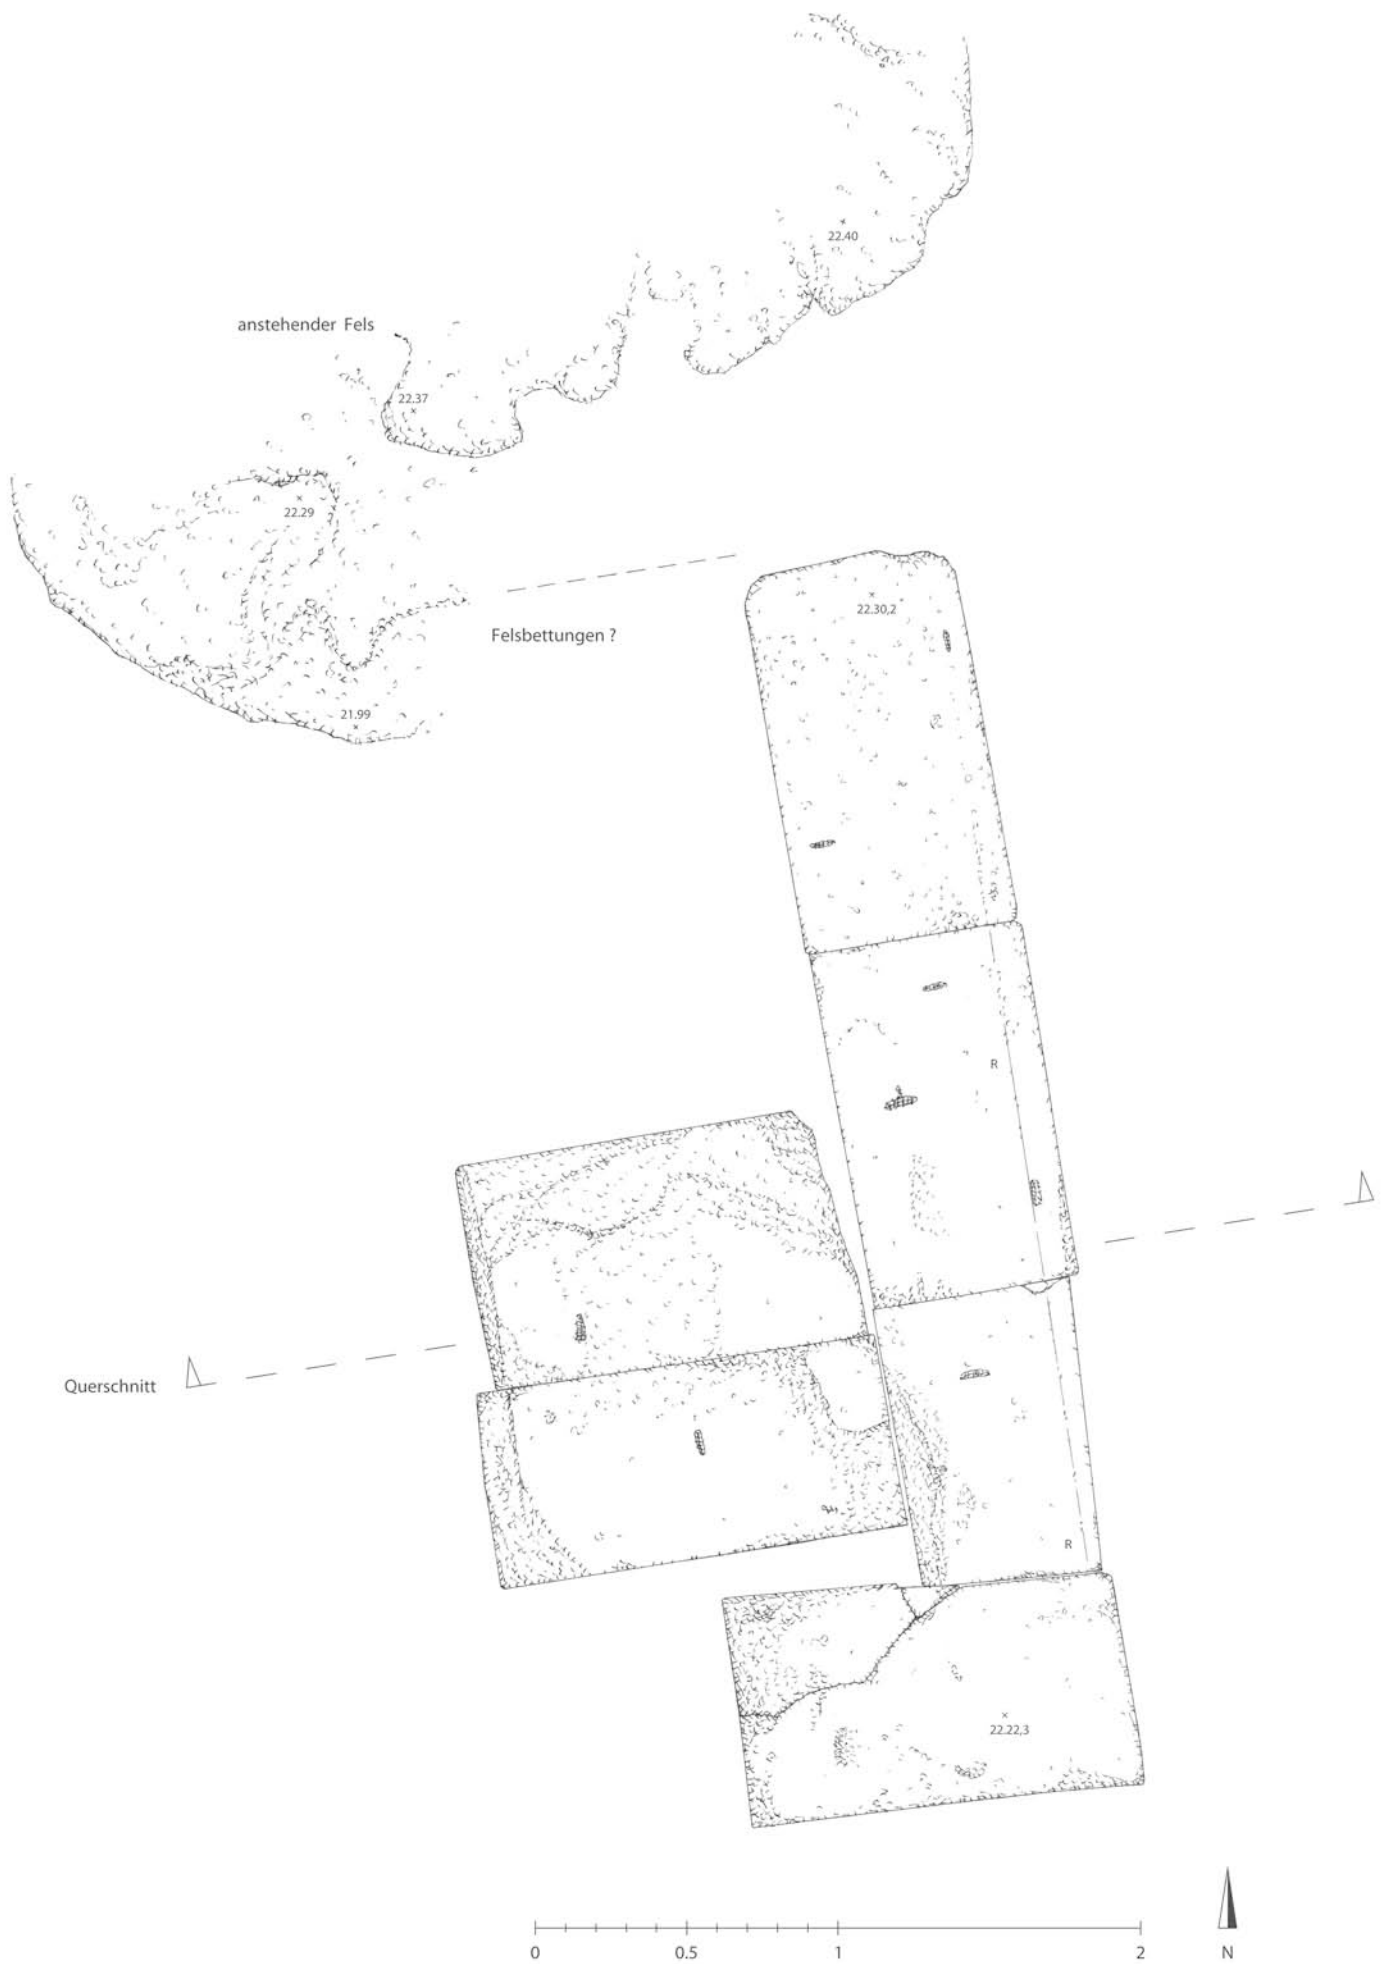 22.40
anstehender Fels
22.37
22.29
22.30,2
Felsbettungen ?
21.99
R
Querschnitt
R
22.22,3
0 0.5 1 2 N